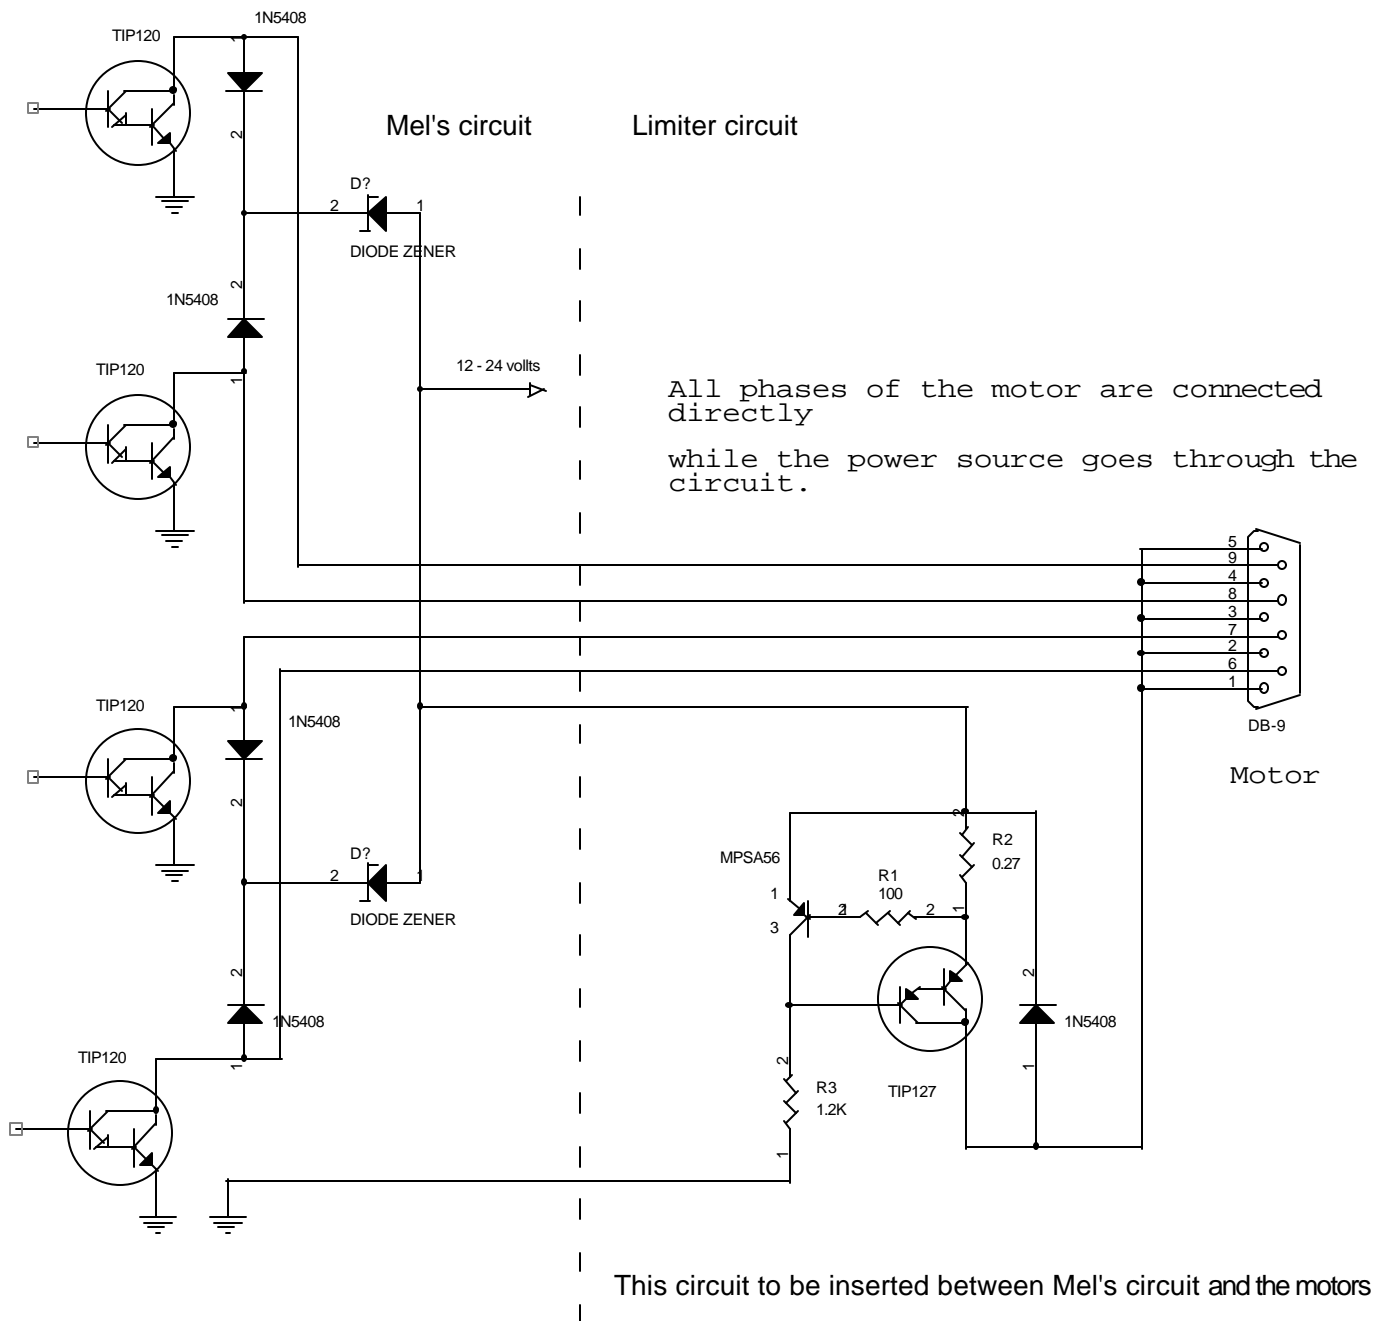 1N5408
TIP120
1
2
Mel's circuit
Limiter circuit
D?
2
1
DIODE ZENER
2
1N5408
12 - 24 vollts
TIP120
1
All phases of the motor are connected
directly
while the power source goes through the
circuit.
5
9
4
8
3
7
2
6
1
DB-9
Motor
TIP120
1
1N5408
2
D?
2
1
DIODE ZENER
2
1N5408
TIP120
1
2
R2
0.27
MPSA56
R1
100
1
2
2
1
3
2
1N5408
2
R3
1.2K
TIP127
1
1
This circuit to be inserted between Mel's circuit and the motors